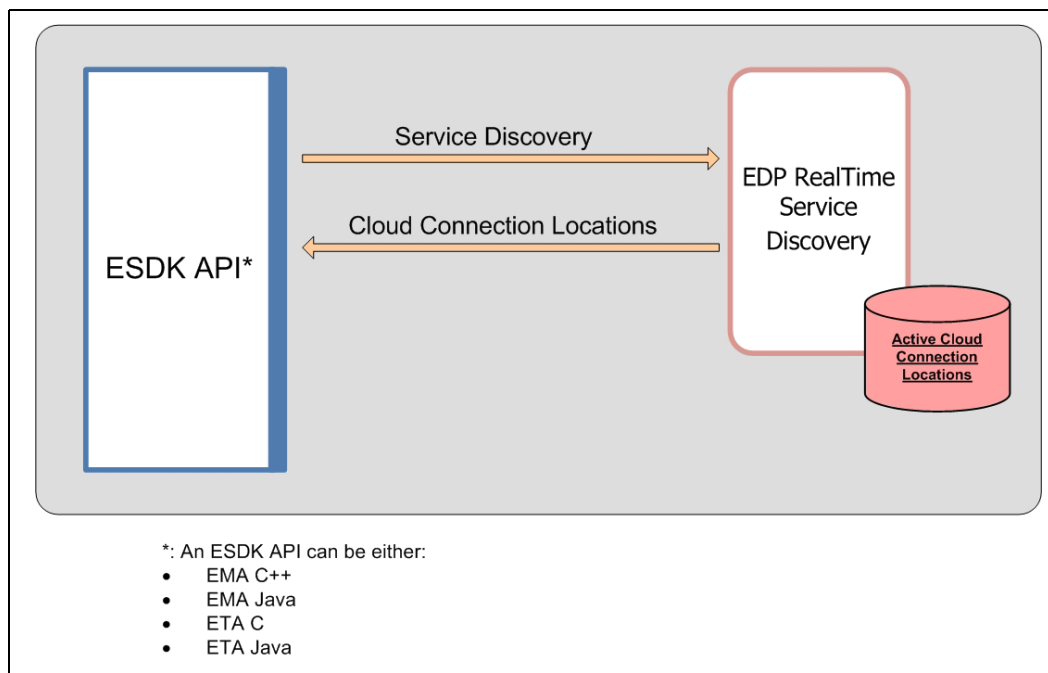 Service Discovery
Cloud Connection Locations
ESDK API*
EDP RealTime
Service
Discovery
Active Cloud
Connection
Locations
*: An ESDK API can be either:
• EMA C++
• EMA Java
• ETA C
• ETA Java